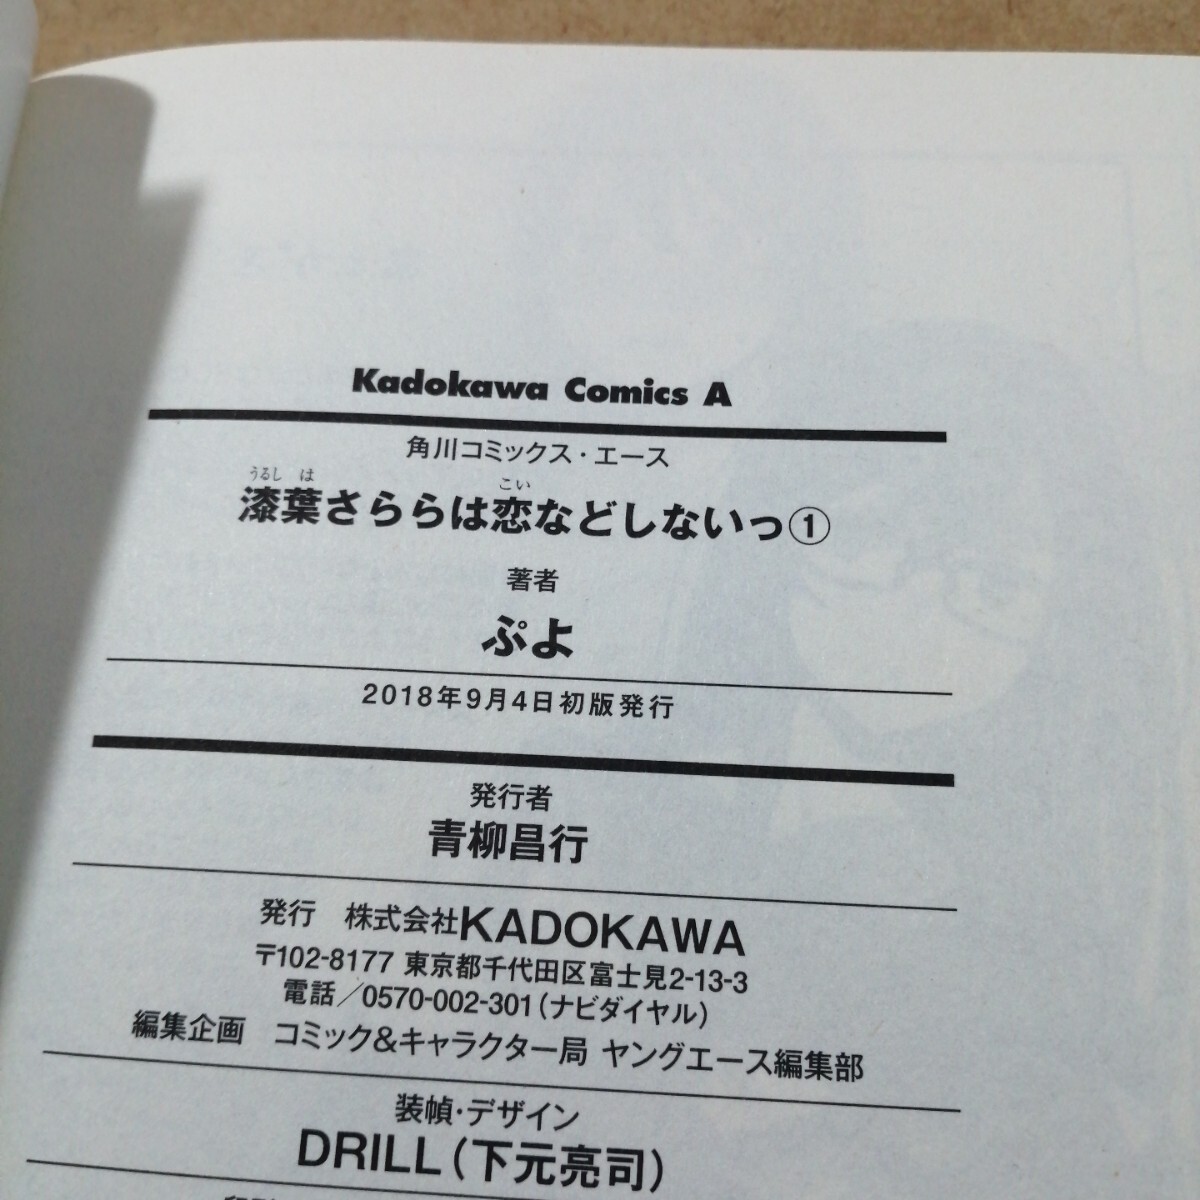 Kadokawa Comics A
角川コミックス・エース
うるし は こい
漆葉さららは恋などしないっ①
著者
ぷよ
2018年9月4日初版発行
発行者
青柳昌行
発行 株式会社KADOKAWA
〒102-8177 東京都千代田区富士見2-13-3
電話/0570-002-301(ナビダイヤル)
編集企画 コミック&キャラクター局 ヤングエース編集部
装幀・デザイン
DRILL(下元亮司)